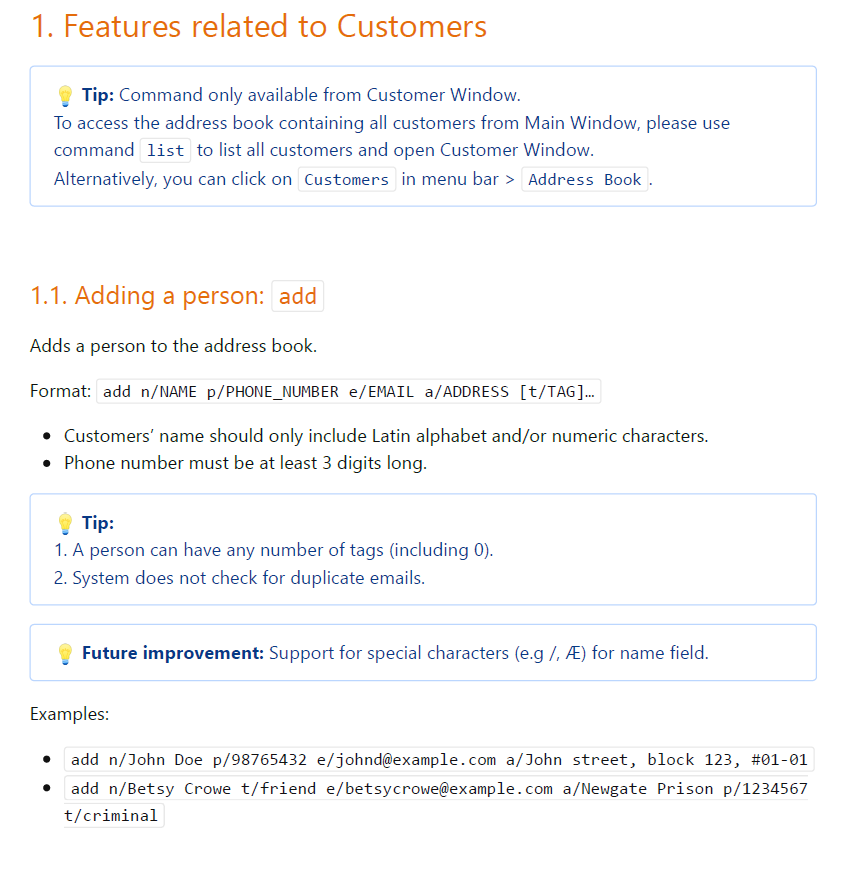 1. Features related to Customers
💡 Tip: Command only available from Customer Window.
To access the address book containing all customers from Main Window, please use
command list to list all customers and open Customer Window.
Alternatively, you can click on Customers in menu bar > Address Book .
1.1. Adding a person: add
Adds a person to the address book.
Format: add n/NAME p/PHONE_NUMBER e/EMAIL a/ADDRESS [t/TAG]…
• Customers’ name should only include Latin alphabet and/or numeric characters.
• Phone number must be at least 3 digits long.
💡 Tip:
1. A person can have any number of tags (including 0).
2. System does not check for duplicate emails.
💡 Future improvement: Support for special characters (e.g /, Æ) for name field.
Examples:
• add n/John Doe p/98765432 e/johnd@example.com a/John street, block 123, #01-01
• add n/Betsy Crowe t/friend e/betsycrowe@example.com a/Newgate Prison p/1234567
t/criminal